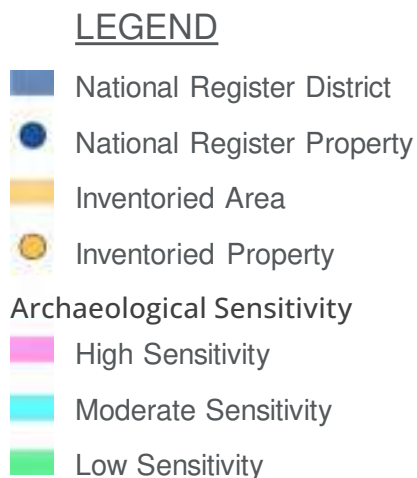 LEGEND
National Register District
National Register Property
Inventoried Area
Inventoried Property
Archaeological Sensitivity
High Sensitivity
Moderate Sensitivity
Low Sensitivity